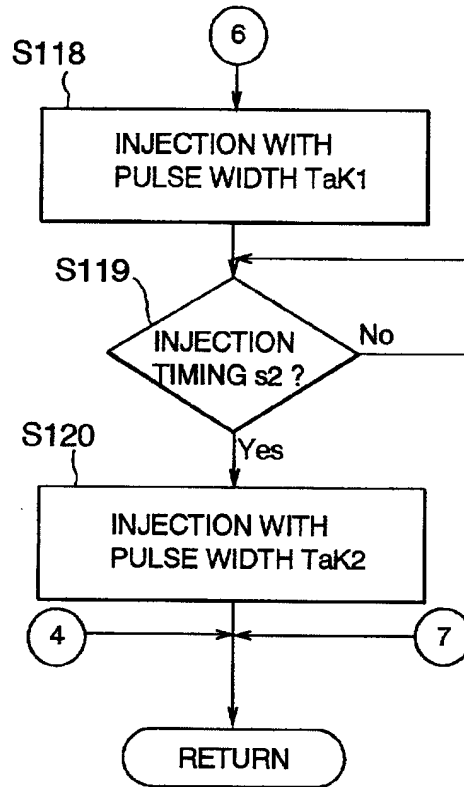 6
S118
INJECTION WITH
PULSE WIDTH TaK1
S119
INJECTION
TIMING s2 ?
No
Yes
S120
INJECTION WITH
PULSE WIDTH TaK2
4
7
RETURN